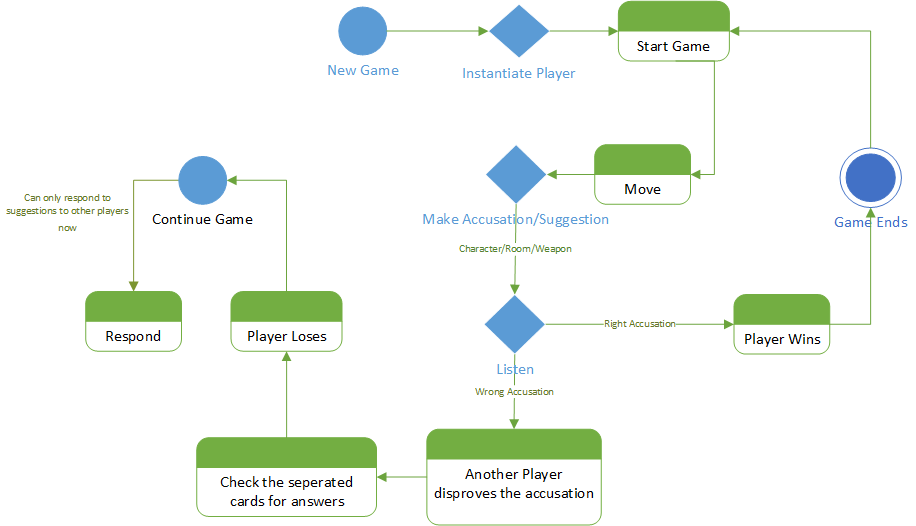 New Game
Instantiate Player
Start Game
Can only respond to
suggestions to other players
now
Continue Game
Make Accusation/Suggestion
Move
Game Ends
Character/Room/Weapon
Respond
Player Loses
Listen
Right Accusation
Player Wins
Wrong Accusation
Check the seperated
cards for answers
Another Player
disproves the accusation